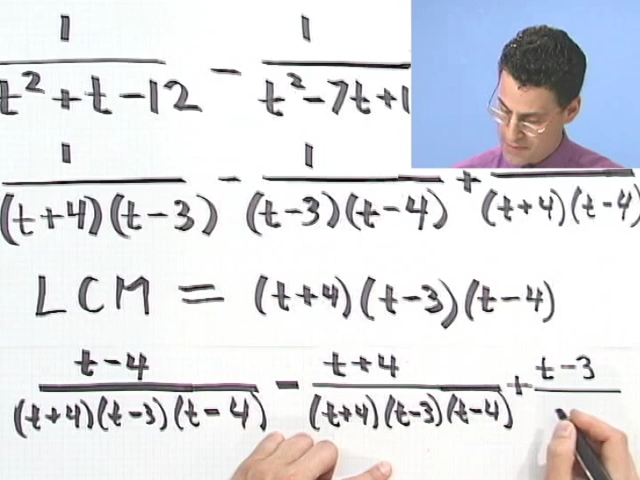 1 1
t² + t - 12 - t² - 7t + 1
1 1
(t+4)(t-3) - (t-3)(t-4) + (t+4)(t-4)
LCM = (t+4)(t-3)(t-4)
t-4 t+4 t-3
(t+4)(t-3)(t-4) - (t+4)(t-3)(t-4) +